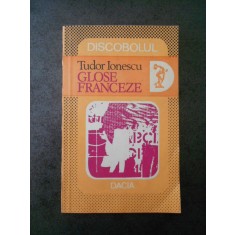 DISCOBOLUL
Tudor Ionescu
GLOSE
FRANCEZE
DACIA